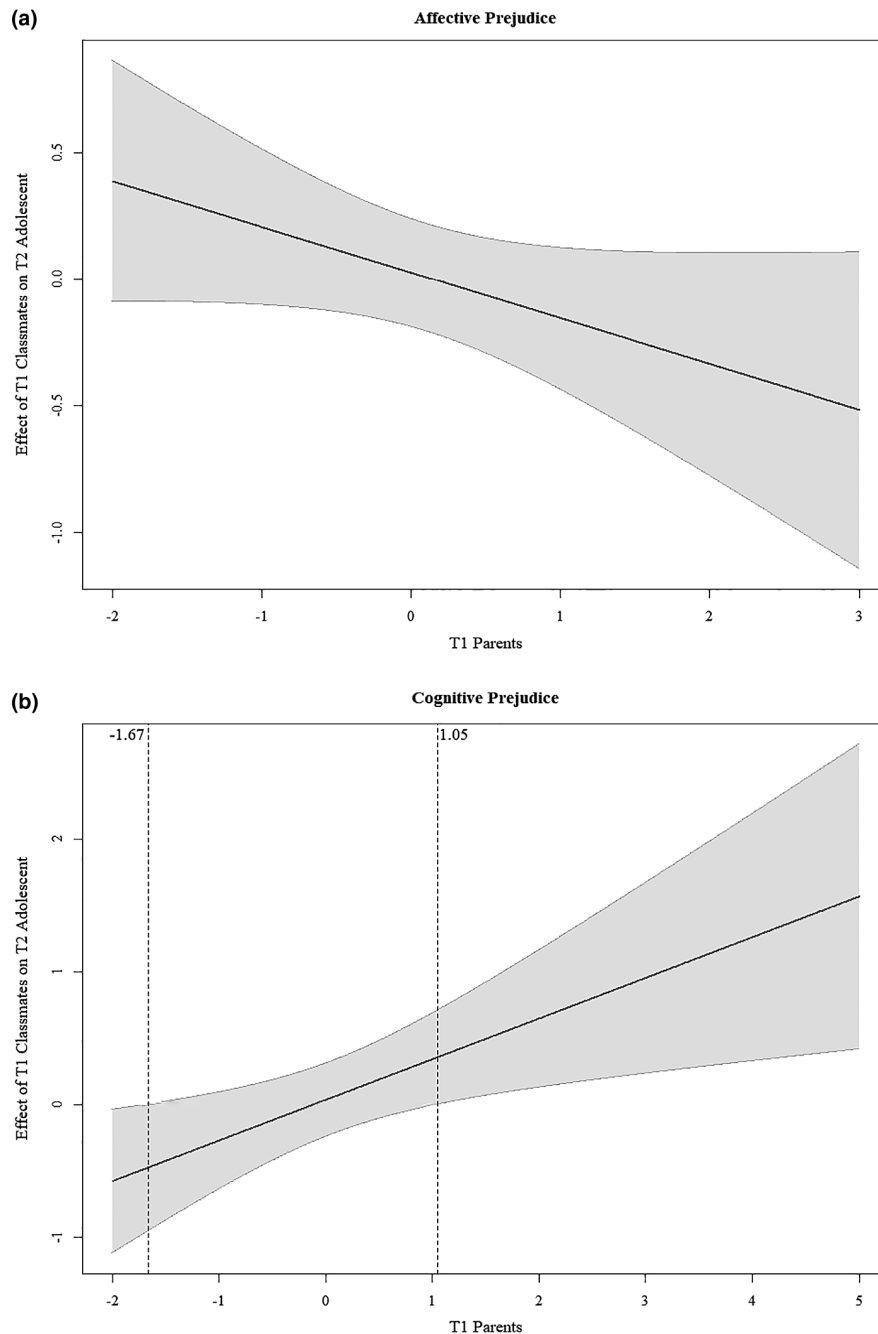 (a)
Affective Prejudice
Effect of T1 Classmates on T2 Adolescent
0.5
0.0
-0.5
-1.0
-2 -1 0 1 2 3
T1 Parents
(b)
Cognitive Prejudice
-1.67 1.05
Effect of T1 Classmates on T2 Adolescent
2
1
0
-1
-2 -1 0 1 2 3 4 5
T1 Parents